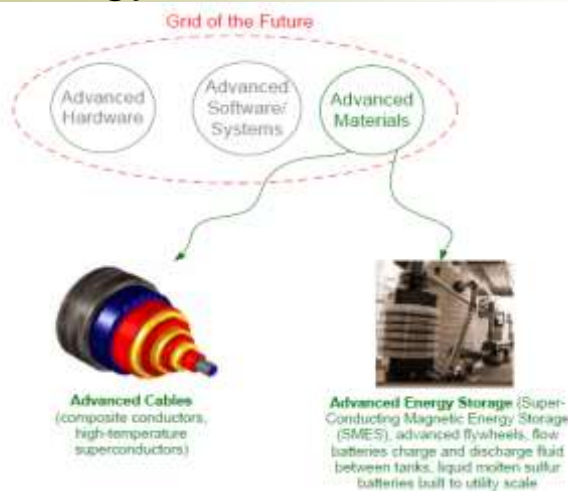 Grid of the Future
Advanced
Hardware
Advanced
Software/
Systems
Advanced
Materials
Advanced Cables
(composite conductors,
high-temperature
superconductors)
Advanced Energy Storage (Super-
Conducting Magnetic Energy Storage
(SMES), advanced flywheels, flow
batteries charge and discharge fluid
between tanks, liquid molten sulfur
batteries built to utility scale